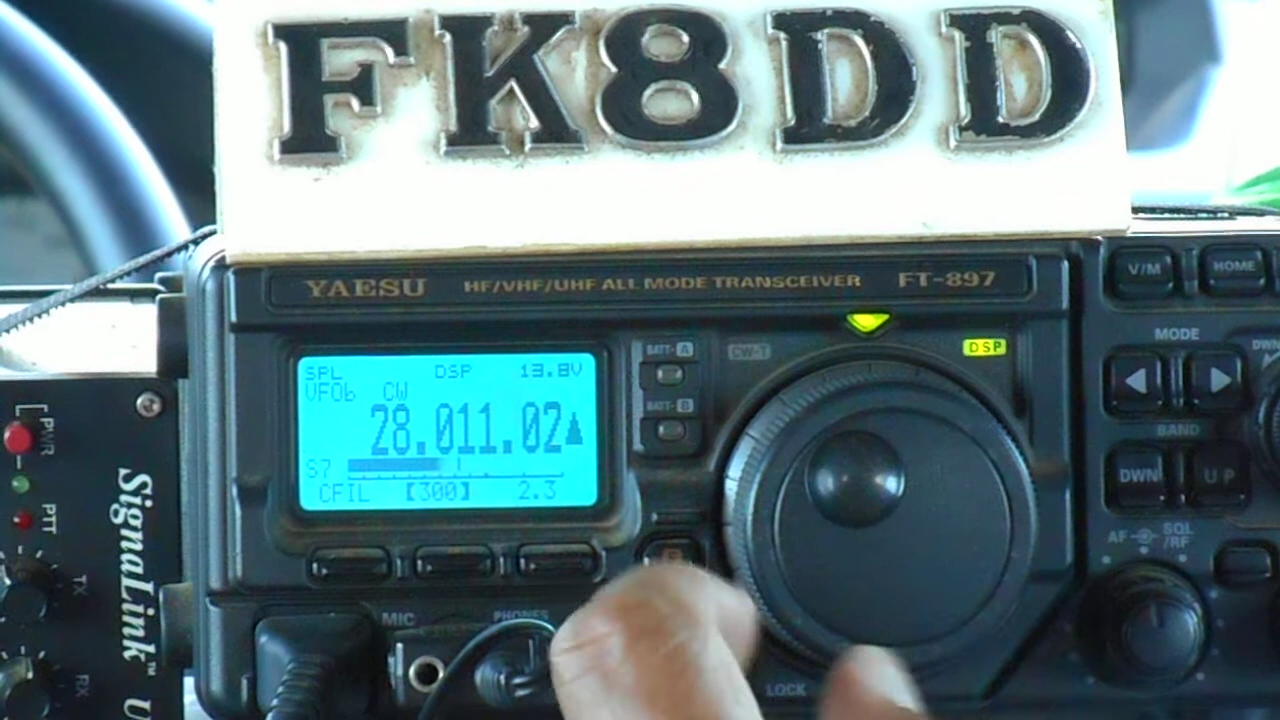 FK8DD
YAESU HF/VHF/UHF ALL MODE TRANSCEIVER FT-897
V/M HOME
SPL DSP 13.8V
VFOb CW
28.011.02
S7
CFIL [300] 2.3
BATT-A
BATT-B
CW-T
DSP
MODE
DWN
BAND
DWN UP
AF SQL/RF
MIC
PHONES
LOCK
PWR
PTT
TX
RX
SignaLink™ U